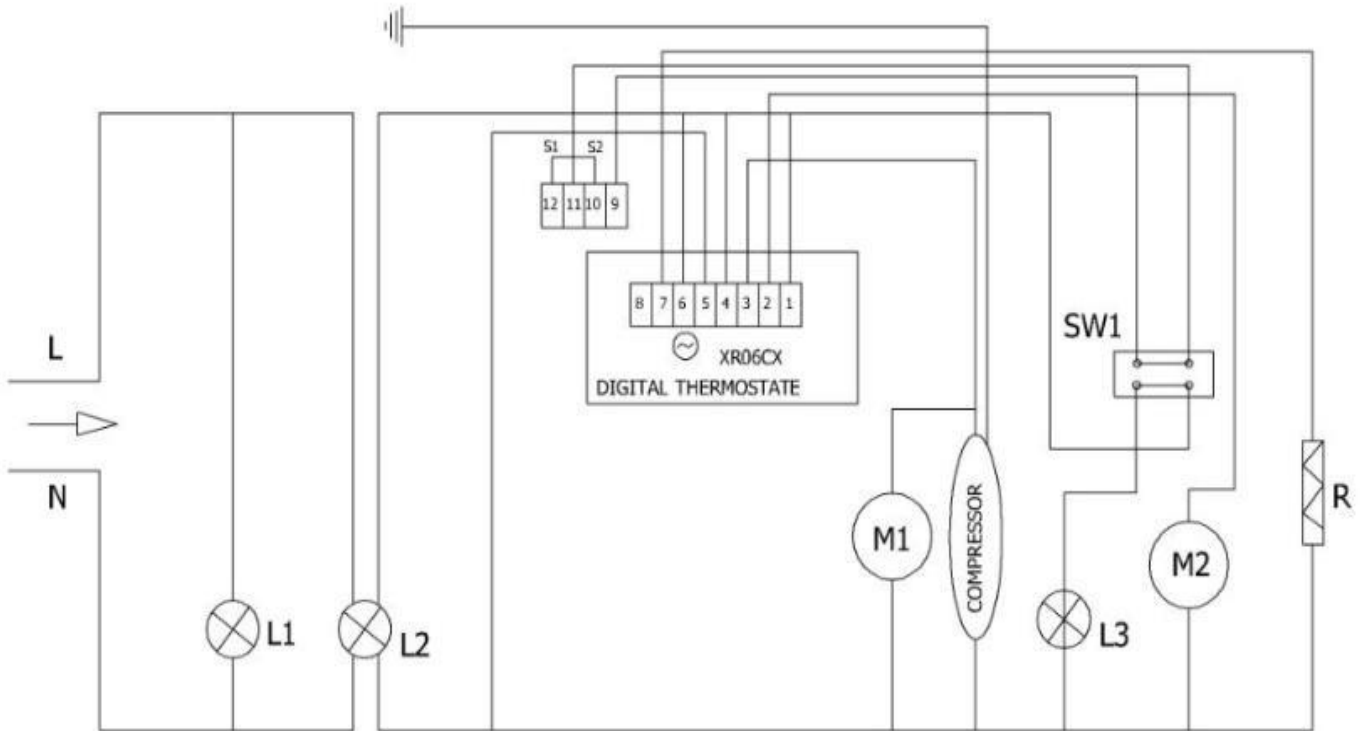 S1 S2
12 11 10 9
8 7 6 5 4 3 2 1
XR06CX
DIGITAL THERMOSTATE
L
N
SW1
M1
COMPRESSOR
M2
R
L1
L2
L3